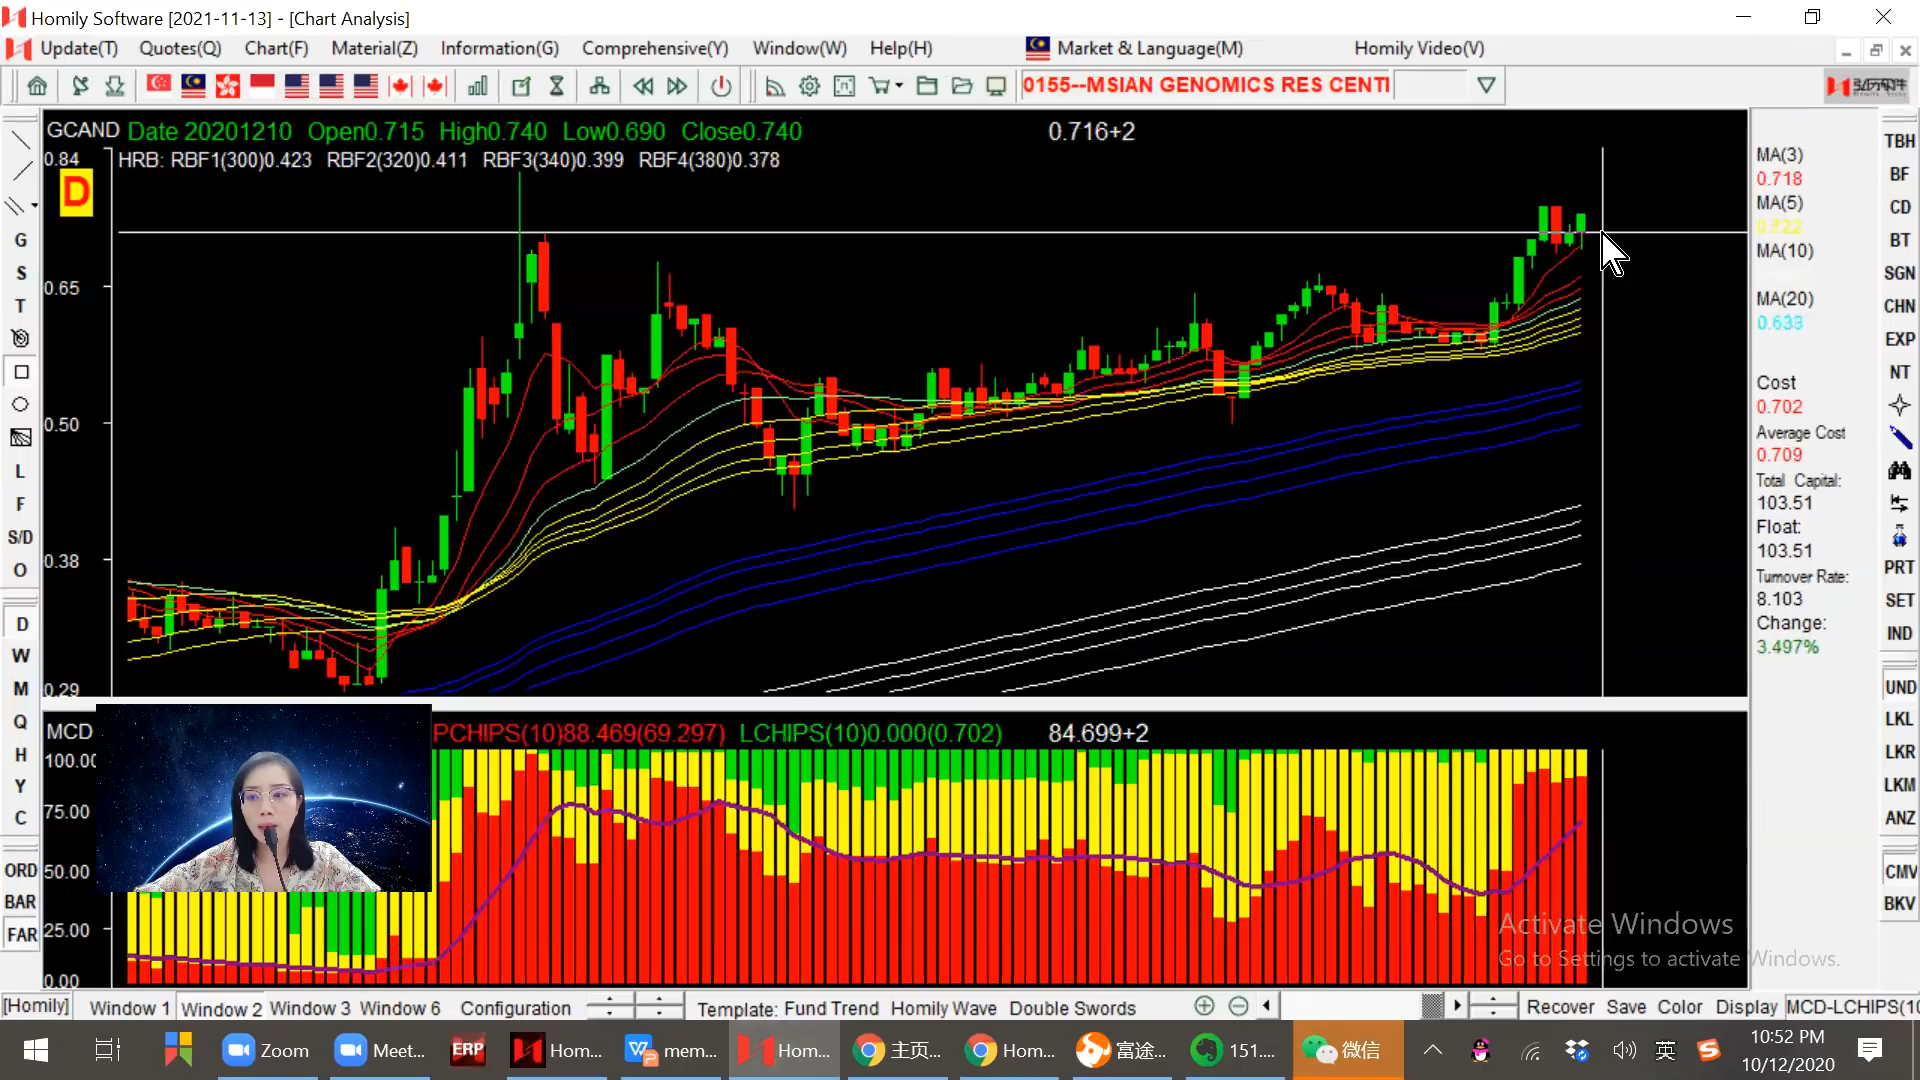 Homily Software [2021-11-13] - [Chart Analysis]
Update(T) Quotes(Q) Chart(F) Material(Z) Information(G) Comprehensive(Y) Window(W) Help(H) Market & Language(M) Homily Video(V)
0155--MSIAN GENOMICS RES CENTI
弘历软件
GCAND Date 20201210 Open0.715 High0.740 Low0.690 Close0.740 0.716+2
HRB: RBF1(300)0.423 RBF2(320)0.411 RBF3(340)0.399 RBF4(380)0.378
D
0.84
0.65
0.50
0.38
0.29
G
S
T
L
F
S/D
O
D
W
M
Q
H
Y
C
ORD
BAR
FAR
MA(3)
0.718
MA(5)
MA(10)
MA(20)
0.633
Cost
0.702
Average Cost
0.709
Total Capital:
103.51
Float:
103.51
Turnover Rate:
8.103
Change:
3.497%
TBH
BF
CD
BT
SGN
CHN
EXP
NT
PRT
SET
IND
UND
LKL
LKR
LKM
ANZ
CMV
BKV
MCD PCHIPS(10)88.469(69.297) LCHIPS(10)0.000(0.702) 84.699+2
100.00
75.00
50.00
25.00
0.00
Activate Windows
Go to Settings to activate Windows.
[Homily] Window 1 Window 2 Window 3 Window 6 Configuration Template: Fund Trend Homily Wave Double Swords Recover Save Color Display MCD-LCHIPS(10
Zoom Meet... ERP Hom... mem... Hom... 主页... Hom... 富途... 151.... 微信 英 10:52 PM
10/12/2020